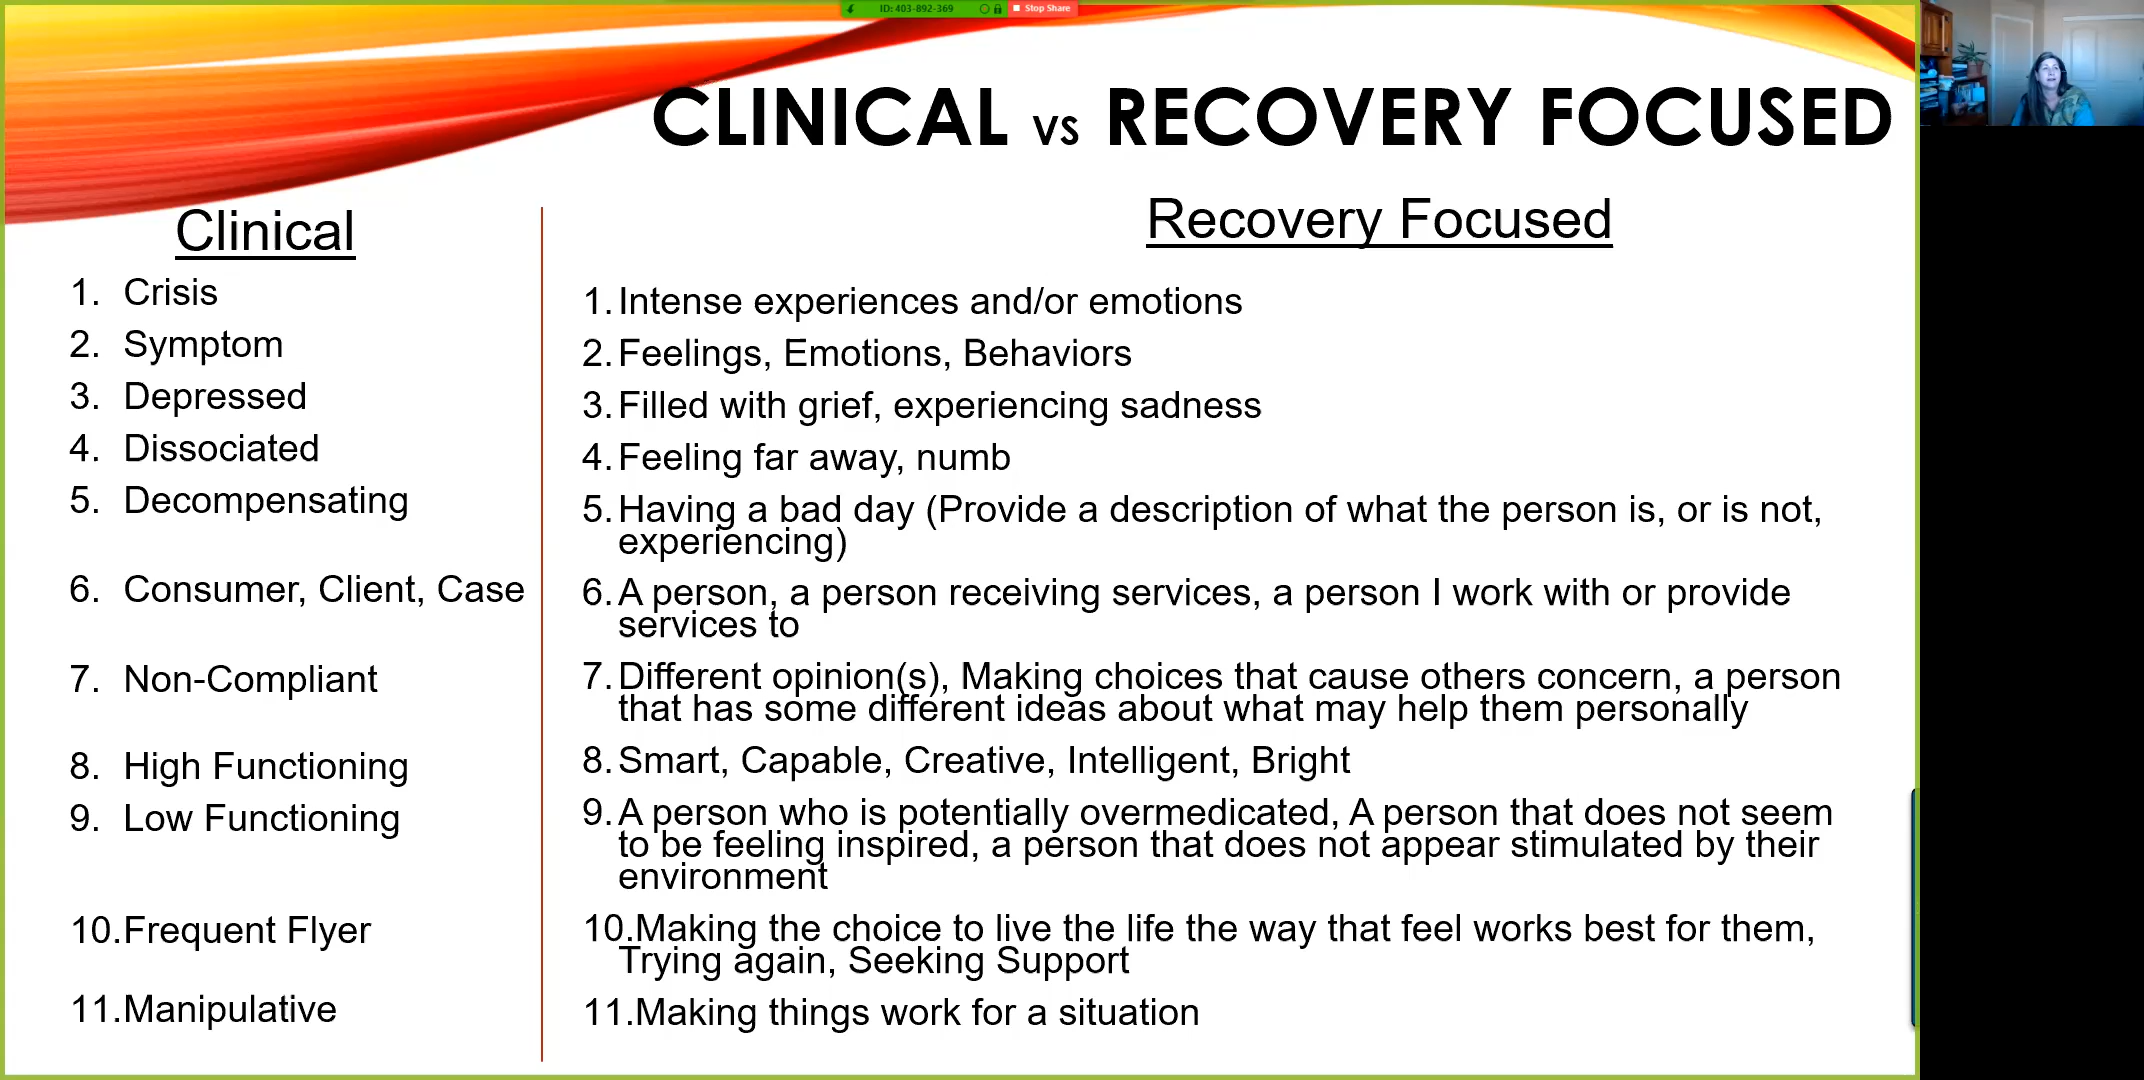 ID: 403-892-369
Stop Share
CLINICAL VS RECOVERY FOCUSED
Clinical
1. Crisis
2. Symptom
3. Depressed
4. Dissociated
5. Decompensating
6. Consumer, Client, Case
7. Non-Compliant
8. High Functioning
9. Low Functioning
10.Frequent Flyer
11.Manipulative
Recovery Focused
1. Intense experiences and/or emotions
2. Feelings, Emotions, Behaviors
3. Filled with grief, experiencing sadness
4. Feeling far away, numb
5. Having a bad day (Provide a description of what the person is, or is not,
experiencing)
6. A person, a person receiving services, a person I work with or provide
services to
7. Different opinion(s), Making choices that cause others concern, a person
that has some different ideas about what may help them personally
8. Smart, Capable, Creative, Intelligent, Bright
9. A person who is potentially overmedicated, A person that does not seem
to be feeling inspired, a person that does not appear stimulated by their
environment
10.Making the choice to live the life the way that feel works best for them,
Trying again, Seeking Support
11.Making things work for a situation